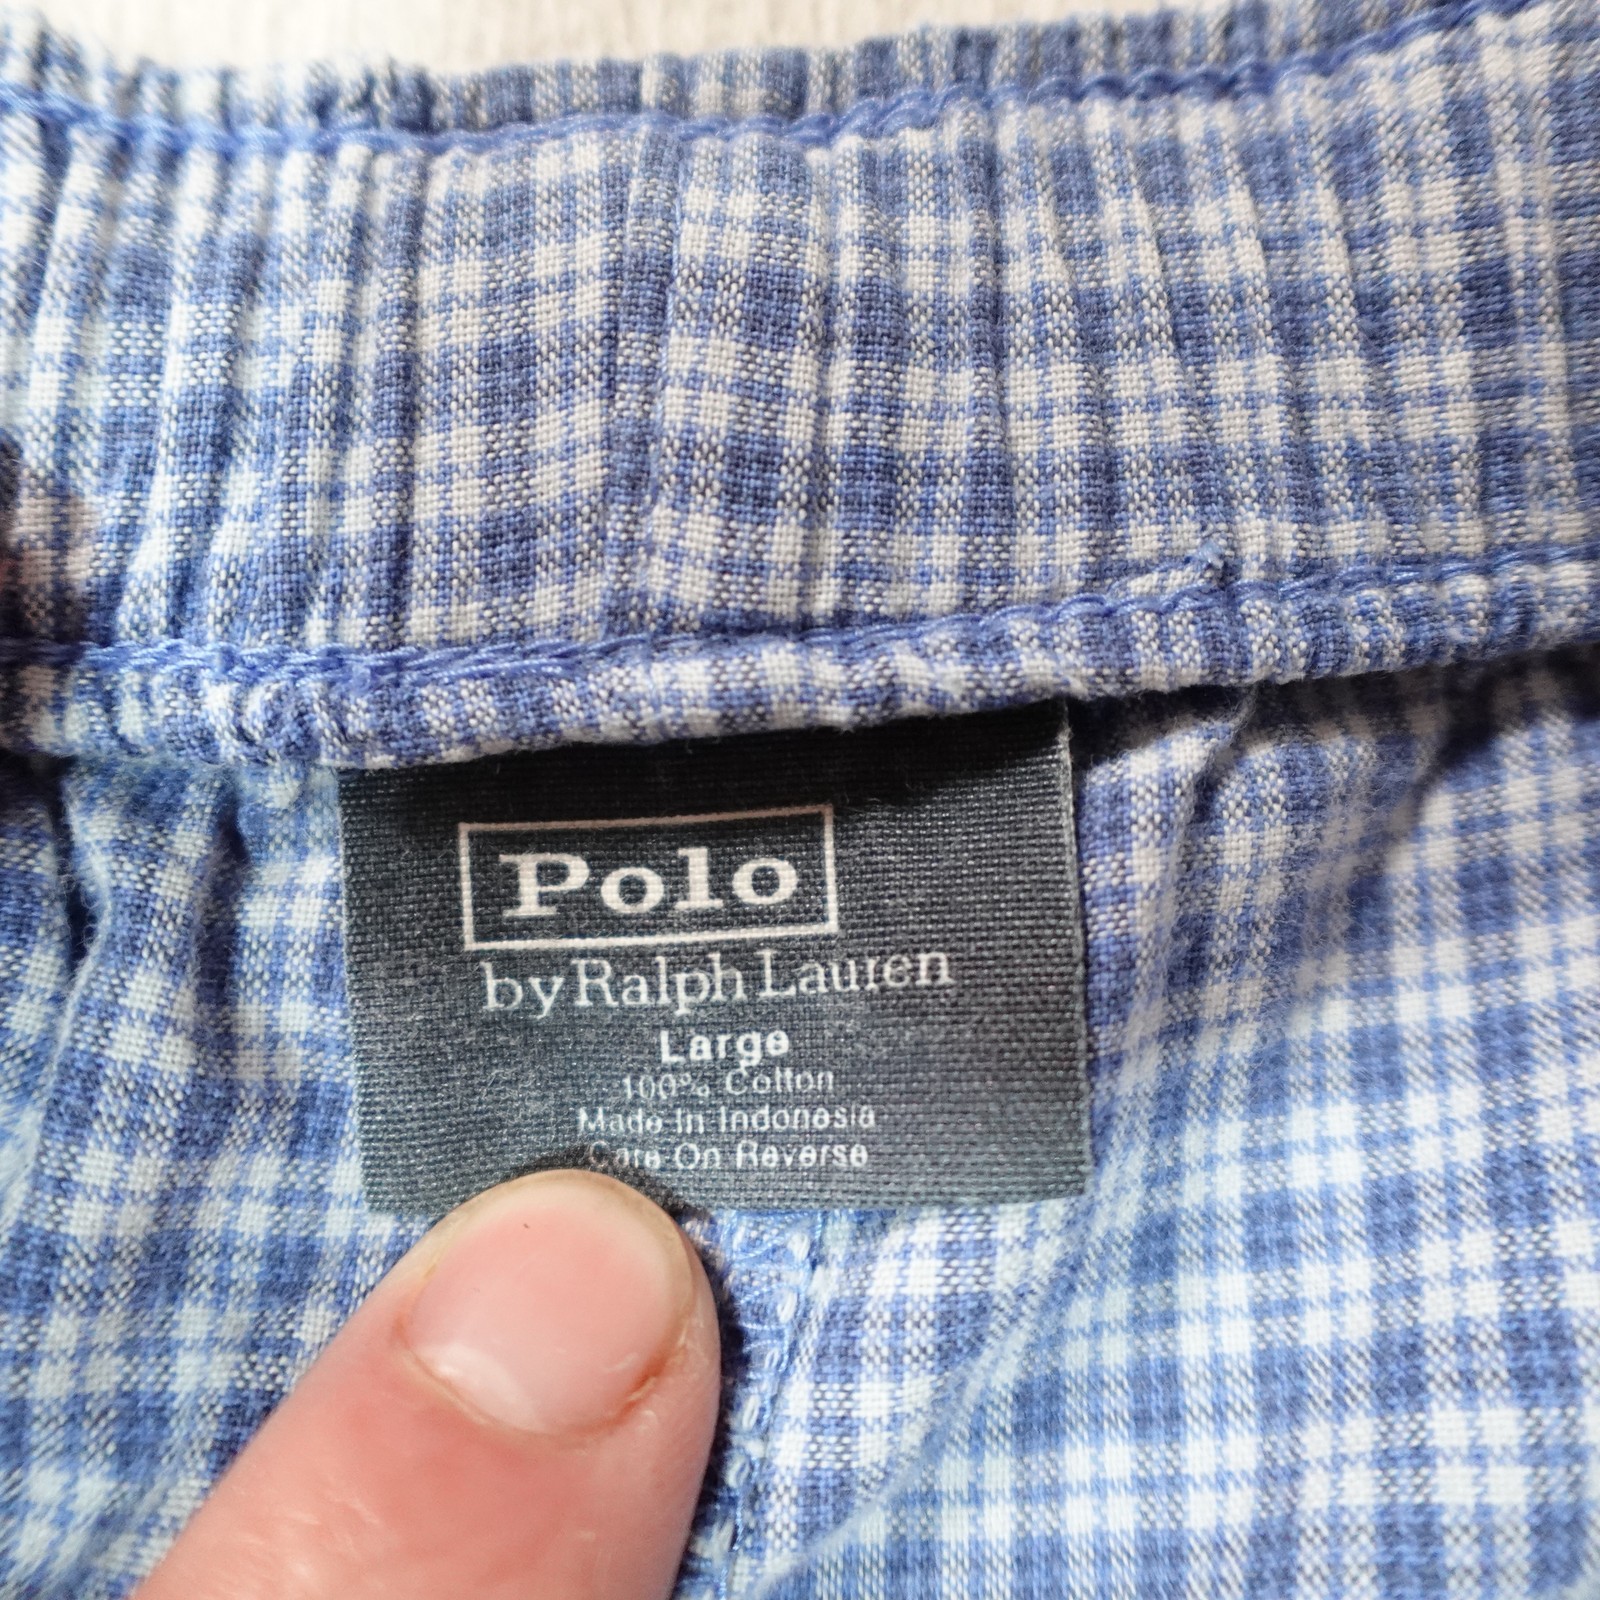 Polo
by Ralph Lauren
Large
100% Cotton
Made In Indonesia
Care On Reverse